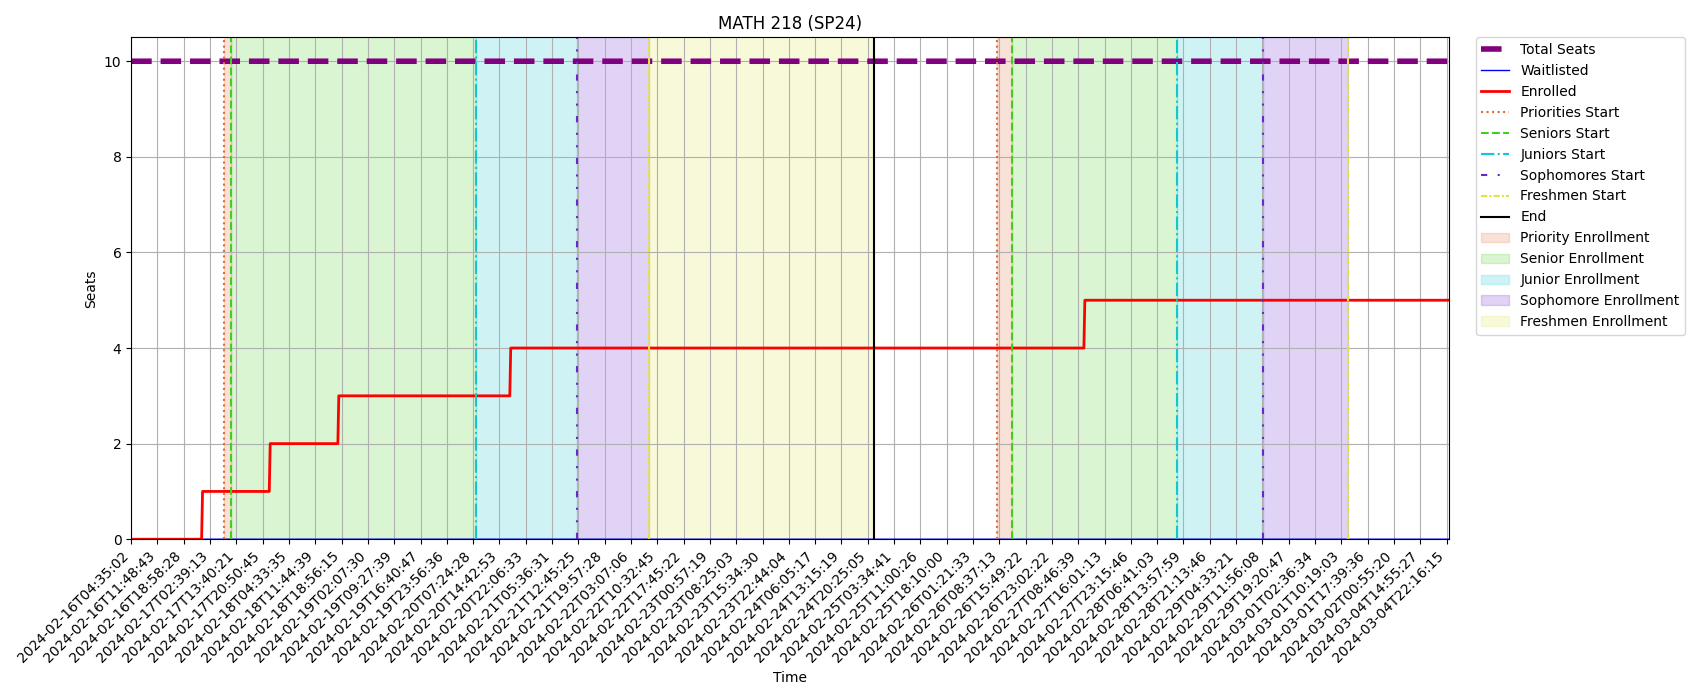 MATH 218 (SP24)
Seats
10
8
6
4
2
0
2024-02-16T04:35:02
2024-02-16T11:48:43
2024-02-16T18:58:28
2024-02-17T02:39:13
2024-02-17T13:40:21
2024-02-17T20:50:45
2024-02-18T04:33:35
2024-02-18T11:44:39
2024-02-18T18:56:15
2024-02-19T02:07:30
2024-02-19T09:27:39
2024-02-19T16:40:47
2024-02-19T23:56:36
2024-02-20T07:24:28
2024-02-20T14:42:53
2024-02-20T22:06:33
2024-02-21T05:36:31
2024-02-21T12:45:25
2024-02-21T19:57:28
2024-02-22T03:07:06
2024-02-22T10:32:45
2024-02-22T17:45:22
2024-02-23T00:57:19
2024-02-23T08:25:03
2024-02-23T15:34:30
2024-02-23T22:44:04
2024-02-24T06:05:17
2024-02-24T13:15:19
2024-02-24T20:25:05
2024-02-25T03:34:41
2024-02-25T11:00:26
2024-02-25T18:10:00
2024-02-26T01:21:33
2024-02-26T08:37:13
2024-02-26T15:49:22
2024-02-26T23:02:22
2024-02-27T08:46:39
2024-02-27T16:01:13
2024-02-27T23:15:46
2024-02-28T06:41:03
2024-02-28T13:57:59
2024-02-28T21:13:46
2024-02-29T04:33:21
2024-02-29T11:56:08
2024-02-29T19:20:47
2024-03-01T02:36:34
2024-03-01T10:19:03
2024-03-01T17:39:36
2024-03-02T00:55:20
2024-03-04T14:55:27
2024-03-04T22:16:15
Time
Total Seats
Waitlisted
Enrolled
Priorities Start
Seniors Start
Juniors Start
Sophomores Start
Freshmen Start
End
Priority Enrollment
Senior Enrollment
Junior Enrollment
Sophomore Enrollment
Freshmen Enrollment